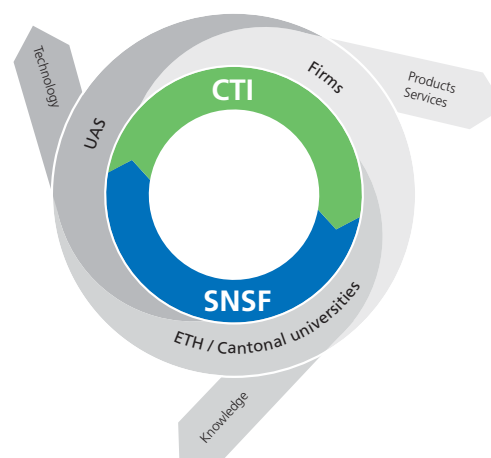 Technology
CTI
Firms
Products
Services
UAS
SNSF
ETH / Cantonal universities
Knowledge